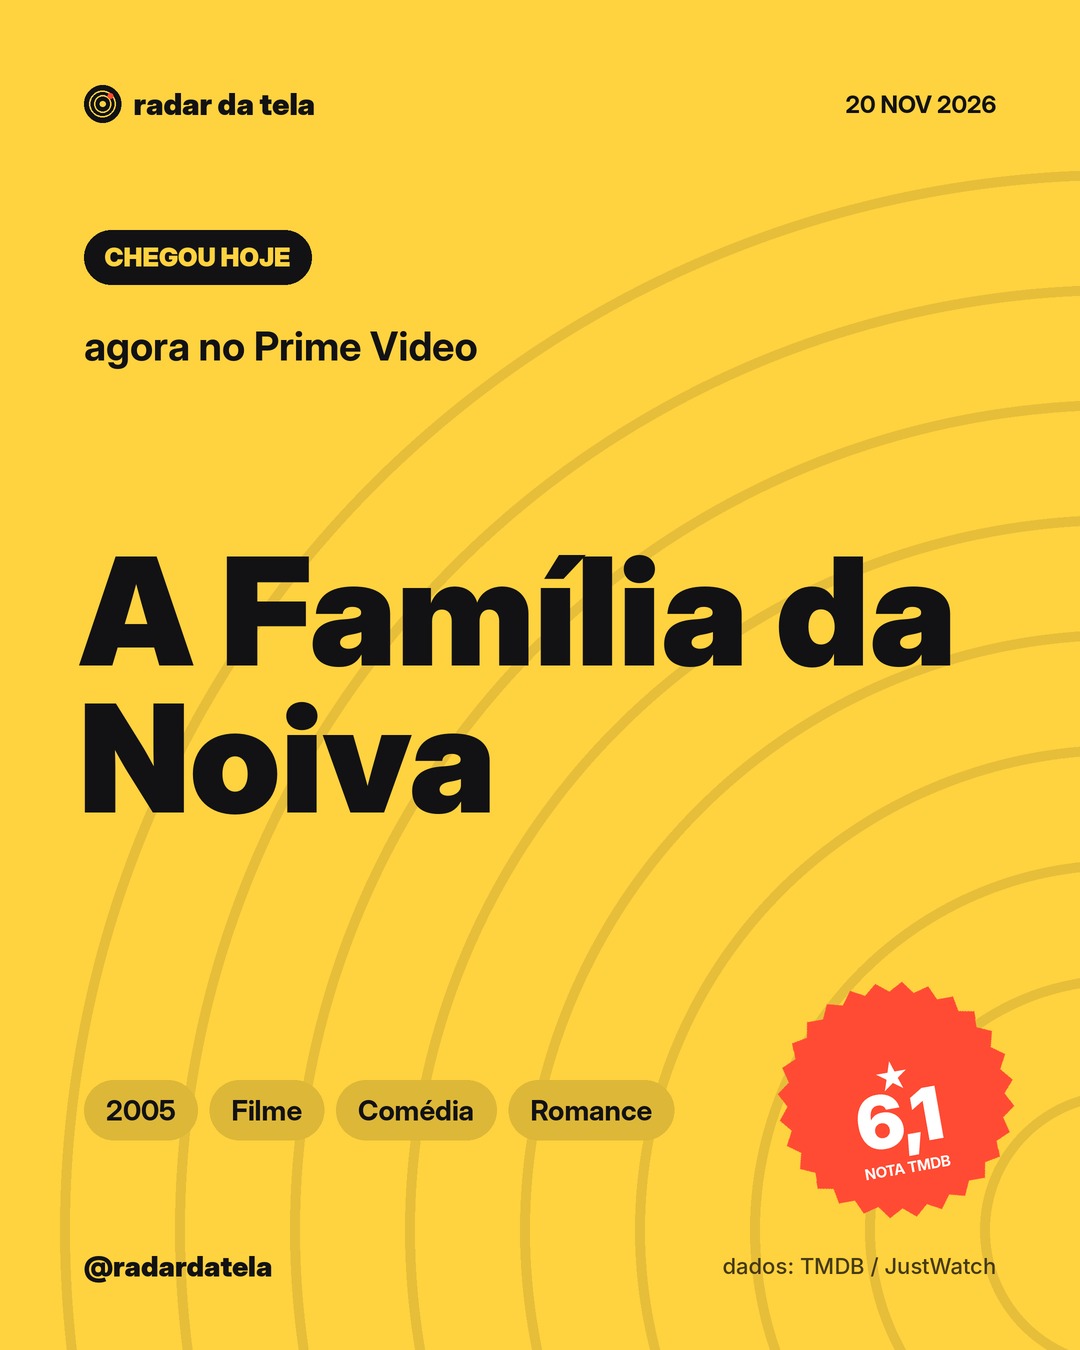 radar da tela
20 NOV 2026
CHEGOU HOJE
agora no Prime Video
A Família da
Noiva
2005
Filme
Comédia
Romance
6,1
NOTA TMDB
@radardatela
dados: TMDB / JustWatch